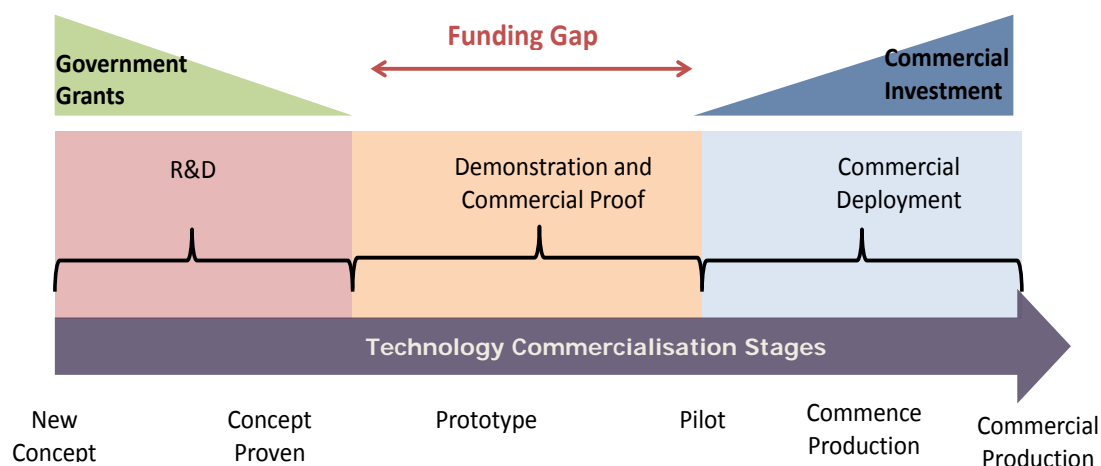 Funding Gap
Government
Grants
Commercial
Investment
R&D
Demonstration and
Commercial Proof
Commercial
Deployment
Technology Commercialisation Stages
New
Concept
Concept
Proven
Prototype
Pilot
Commence
Production
Commercial
Production